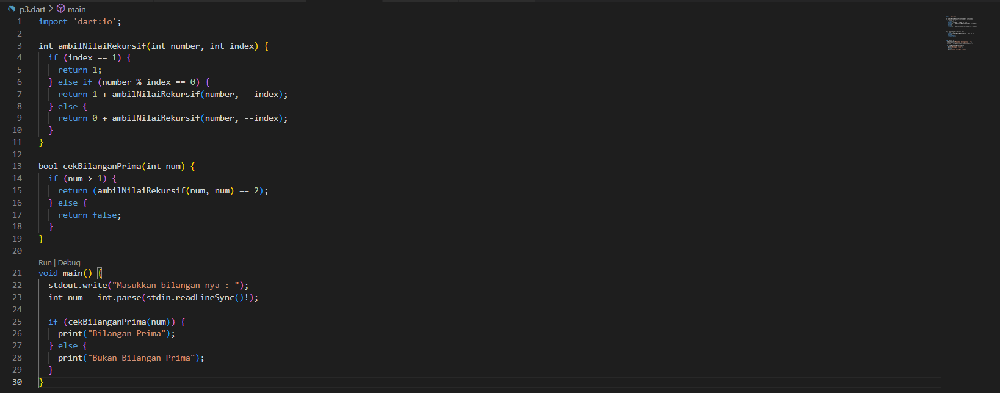 p3.dart > main
1 import 'dart:io';
2
3 int ambilNilaiRekursif(int number, int index) {
4   if (index == 1) {
5     return 1;
6   } else if (number % index == 0) {
7     return 1 + ambilNilaiRekursif(number, --index);
8   } else {
9     return 0 + ambilNilaiRekursif(number, --index);
10   }
11 }
12
13 bool cekBilanganPrima(int num) {
14   if (num > 1) {
15     return (ambilNilaiRekursif(num, num) == 2);
16   } else {
17     return false;
18   }
19 }
20
Run | Debug
21 void main() {
22   stdout.write("Masukkan bilangan nya : ");
23   int num = int.parse(stdin.readLineSync()!);
24
25   if (cekBilanganPrima(num)) {
26     print("Bilangan Prima");
27   } else {
28     print("Bukan Bilangan Prima");
29   }
30 }